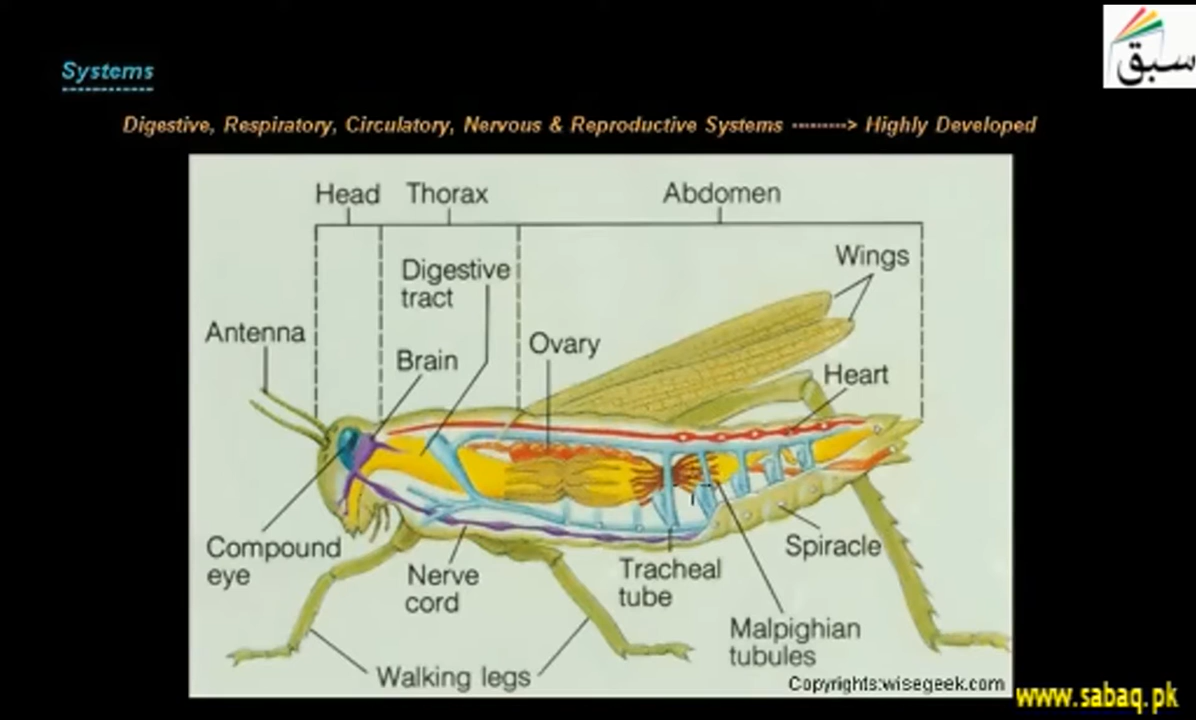 سبق
Systems
Digestive, Respiratory, Circulatory, Nervous & Reproductive Systems --------> Highly Developed
Head Thorax Abdomen
Wings
Digestive
tract
Antenna
Brain
Ovary
Heart
Compound
eye
Nerve
cord
Tracheal
tube
Spiracle
Malpighian
tubules
Walking legs
Copyrights:wisegeek.com
www.sabaq.pk